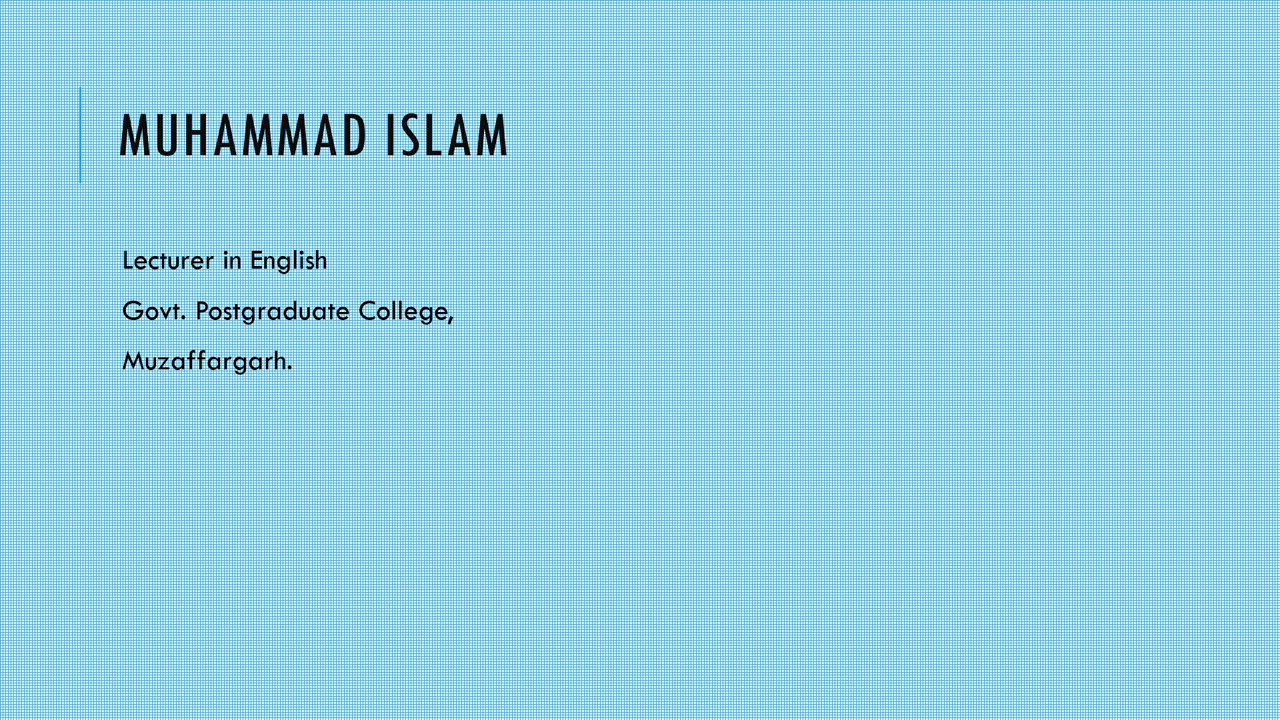 MUHAMMAD ISLAM
Lecturer in English
Govt. Postgraduate College,
Muzaffargarh.